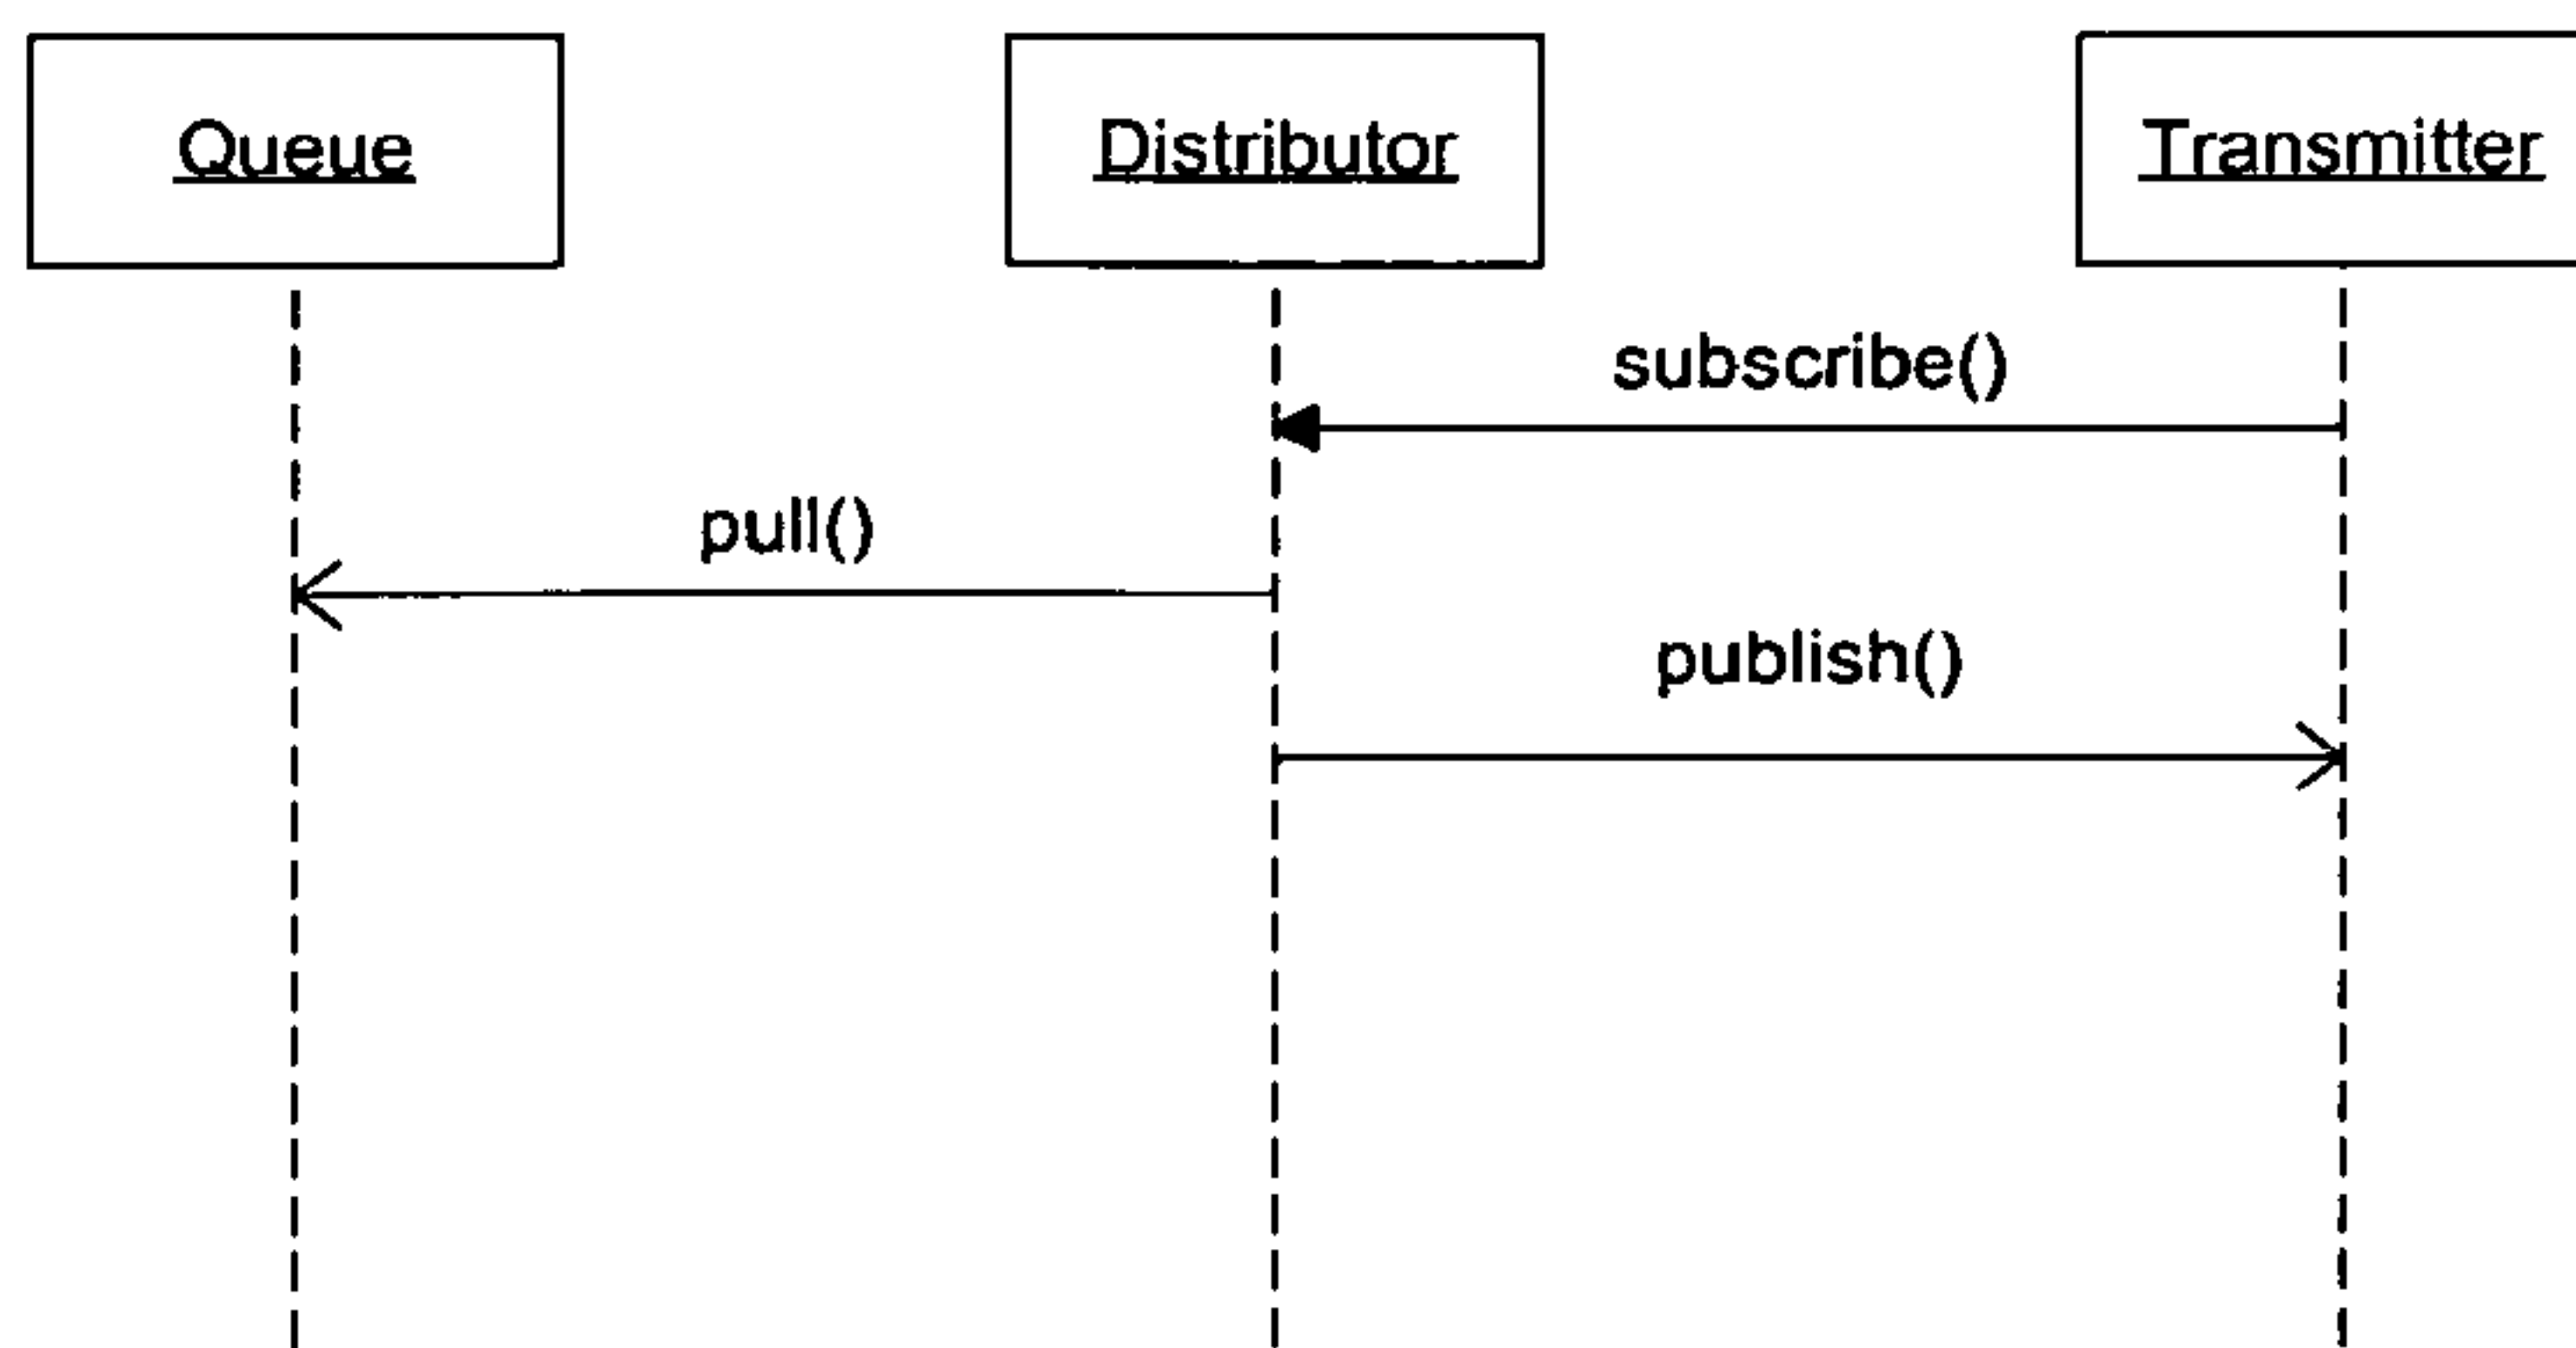 Queue
Distributor
Transmitter
subscribe()
pull()
publish()